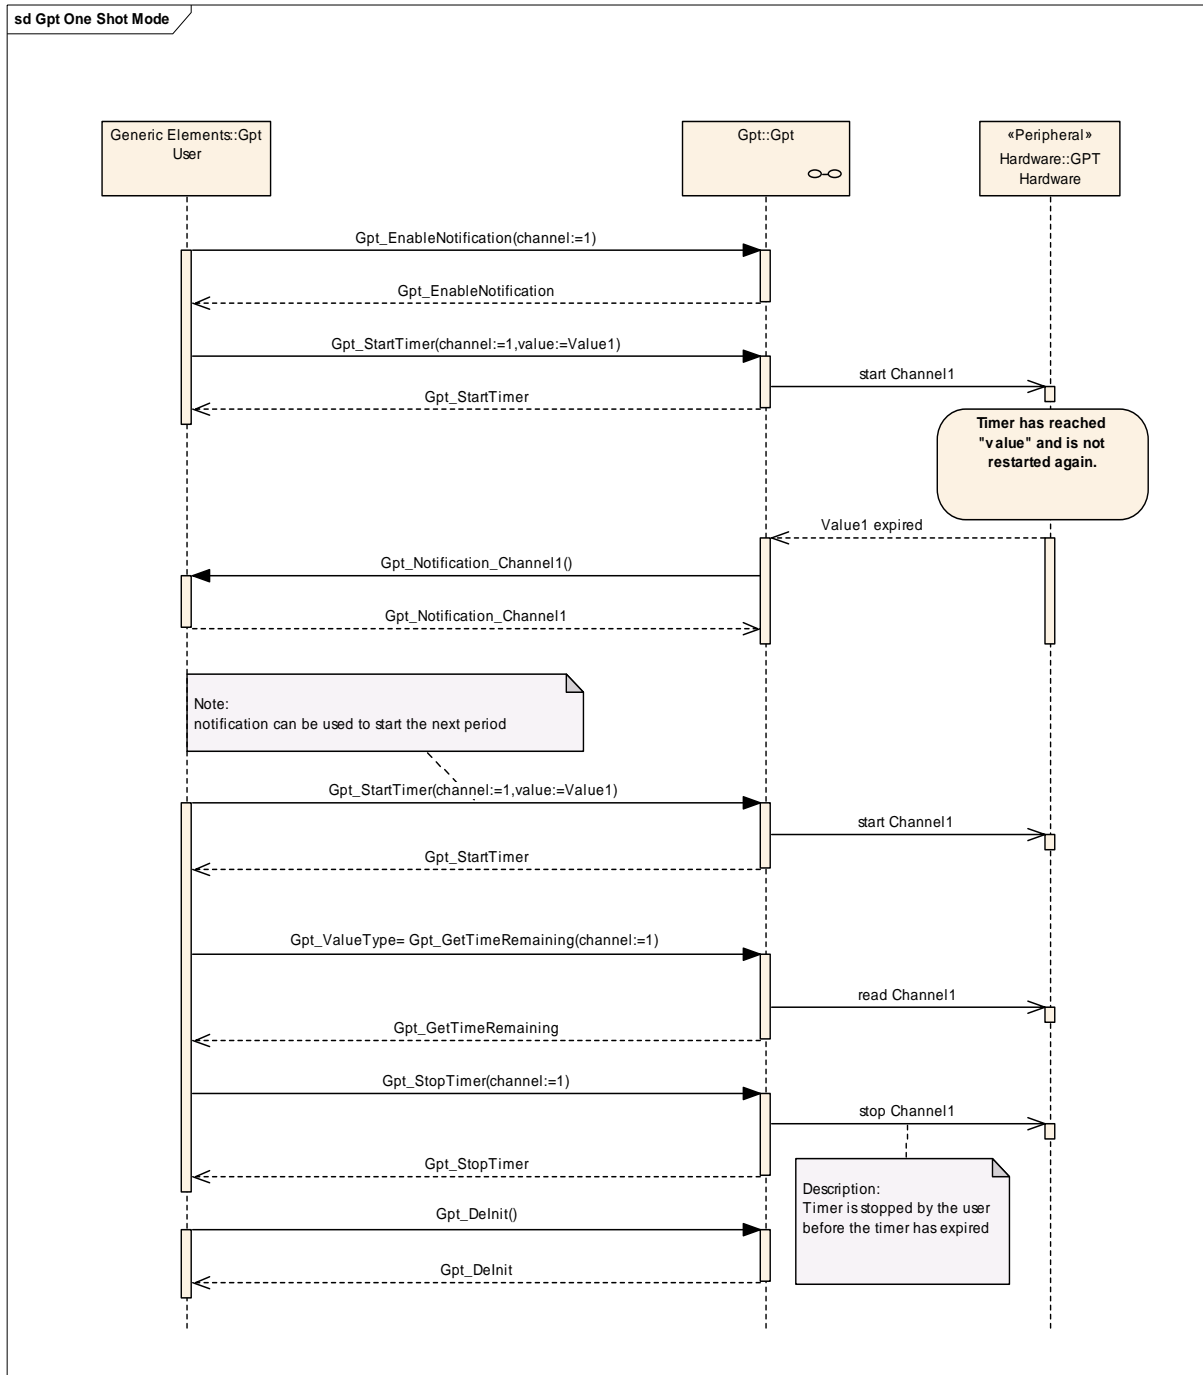 sd Gpt One Shot Mode
Generic Elements::Gpt
User
Gpt::Gpt
«Peripheral»
Hardware::GPT
Hardware
Gpt_EnableNotification(channel:=1)
Gpt_EnableNotification
Gpt_StartTimer(channel:=1,value:=Value1)
start Channel1
Gpt_StartTimer
Timer has reached
"value" and is not
restarted again.
Value1 expired
Gpt_Notification_Channel1()
Gpt_Notification_Channel1
Note:
notification can be used to start the next period
Gpt_StartTimer(channel:=1,value:=Value1)
start Channel1
Gpt_StartTimer
Gpt_ValueType= Gpt_GetTimeRemaining(channel:=1)
read Channel1
Gpt_GetTimeRemaining
Gpt_StopTimer(channel:=1)
stop Channel1
Gpt_StopTimer
Description:
Timer is stopped by the user
before the timer has expired
Gpt_DeInit()
Gpt_DeInit